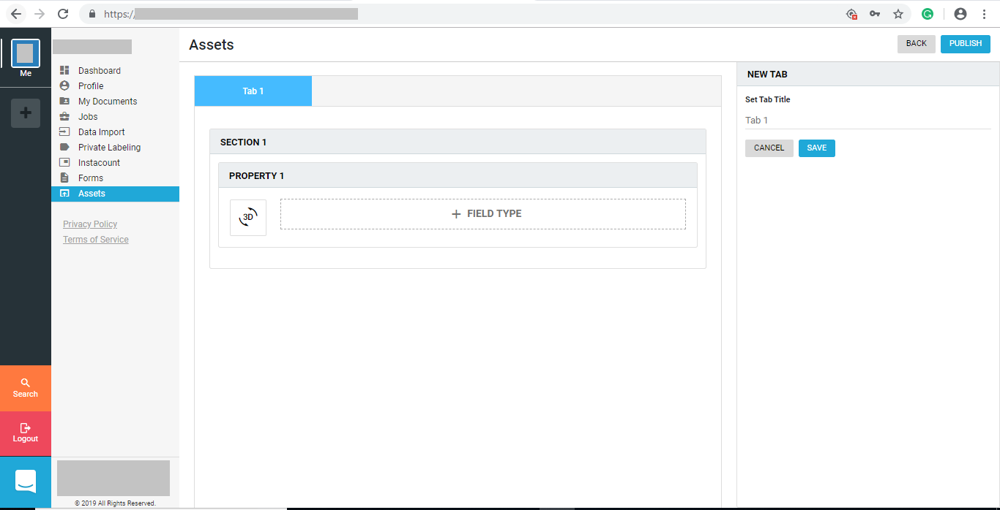 https:/
Me
Dashboard
Profile
My Documents
Jobs
Data Import
Private Labeling
Instacount
Forms
Assets
Privacy Policy
Terms of Service
Search
Logout
© 2019 All Rights Reserved.
Assets
BACK
PUBLISH
Tab 1
SECTION 1
PROPERTY 1
3D
+ FIELD TYPE
NEW TAB
Set Tab Title
Tab 1
CANCEL
SAVE